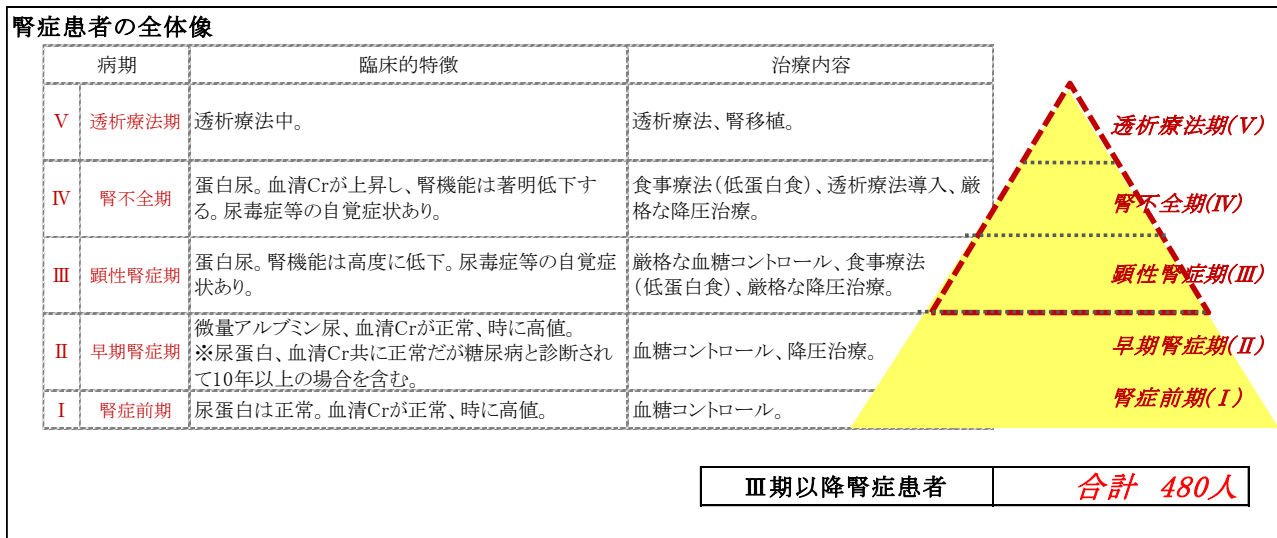 腎症患者の全体像
病期 臨床的特徴 治療内容
Ⅴ 透析療法期 透析療法中。 透析療法、腎移植。
Ⅳ 腎不全期 蛋白尿。血清Crが上昇し、腎機能は著明低下す
る。尿毒症等の自覚症状あり。
食事療法(低蛋白食)、透析療法導入、厳
格な降圧治療。
Ⅲ 顕性腎症期 蛋白尿。腎機能は高度に低下。尿毒症等の自覚症
状あり。
厳格な血糖コントロール、食事療法
(低蛋白食)、厳格な降圧治療。
Ⅱ 早期腎症期 微量アルブミン尿、血清Crが正常、時に高値。
※尿蛋白、血清Cr共に正常だが糖尿病と診断され
て10年以上の場合を含む。
血糖コントロール、降圧治療。
Ⅰ 腎症前期 尿蛋白は正常。血清Crが正常、時に高値。 血糖コントロール。
透析療法期(Ⅴ)
腎不全期(Ⅳ)
顕性腎症期(Ⅲ)
早期腎症期(Ⅱ)
腎症前期(Ⅰ)
Ⅲ期以降腎症患者 合計 480人